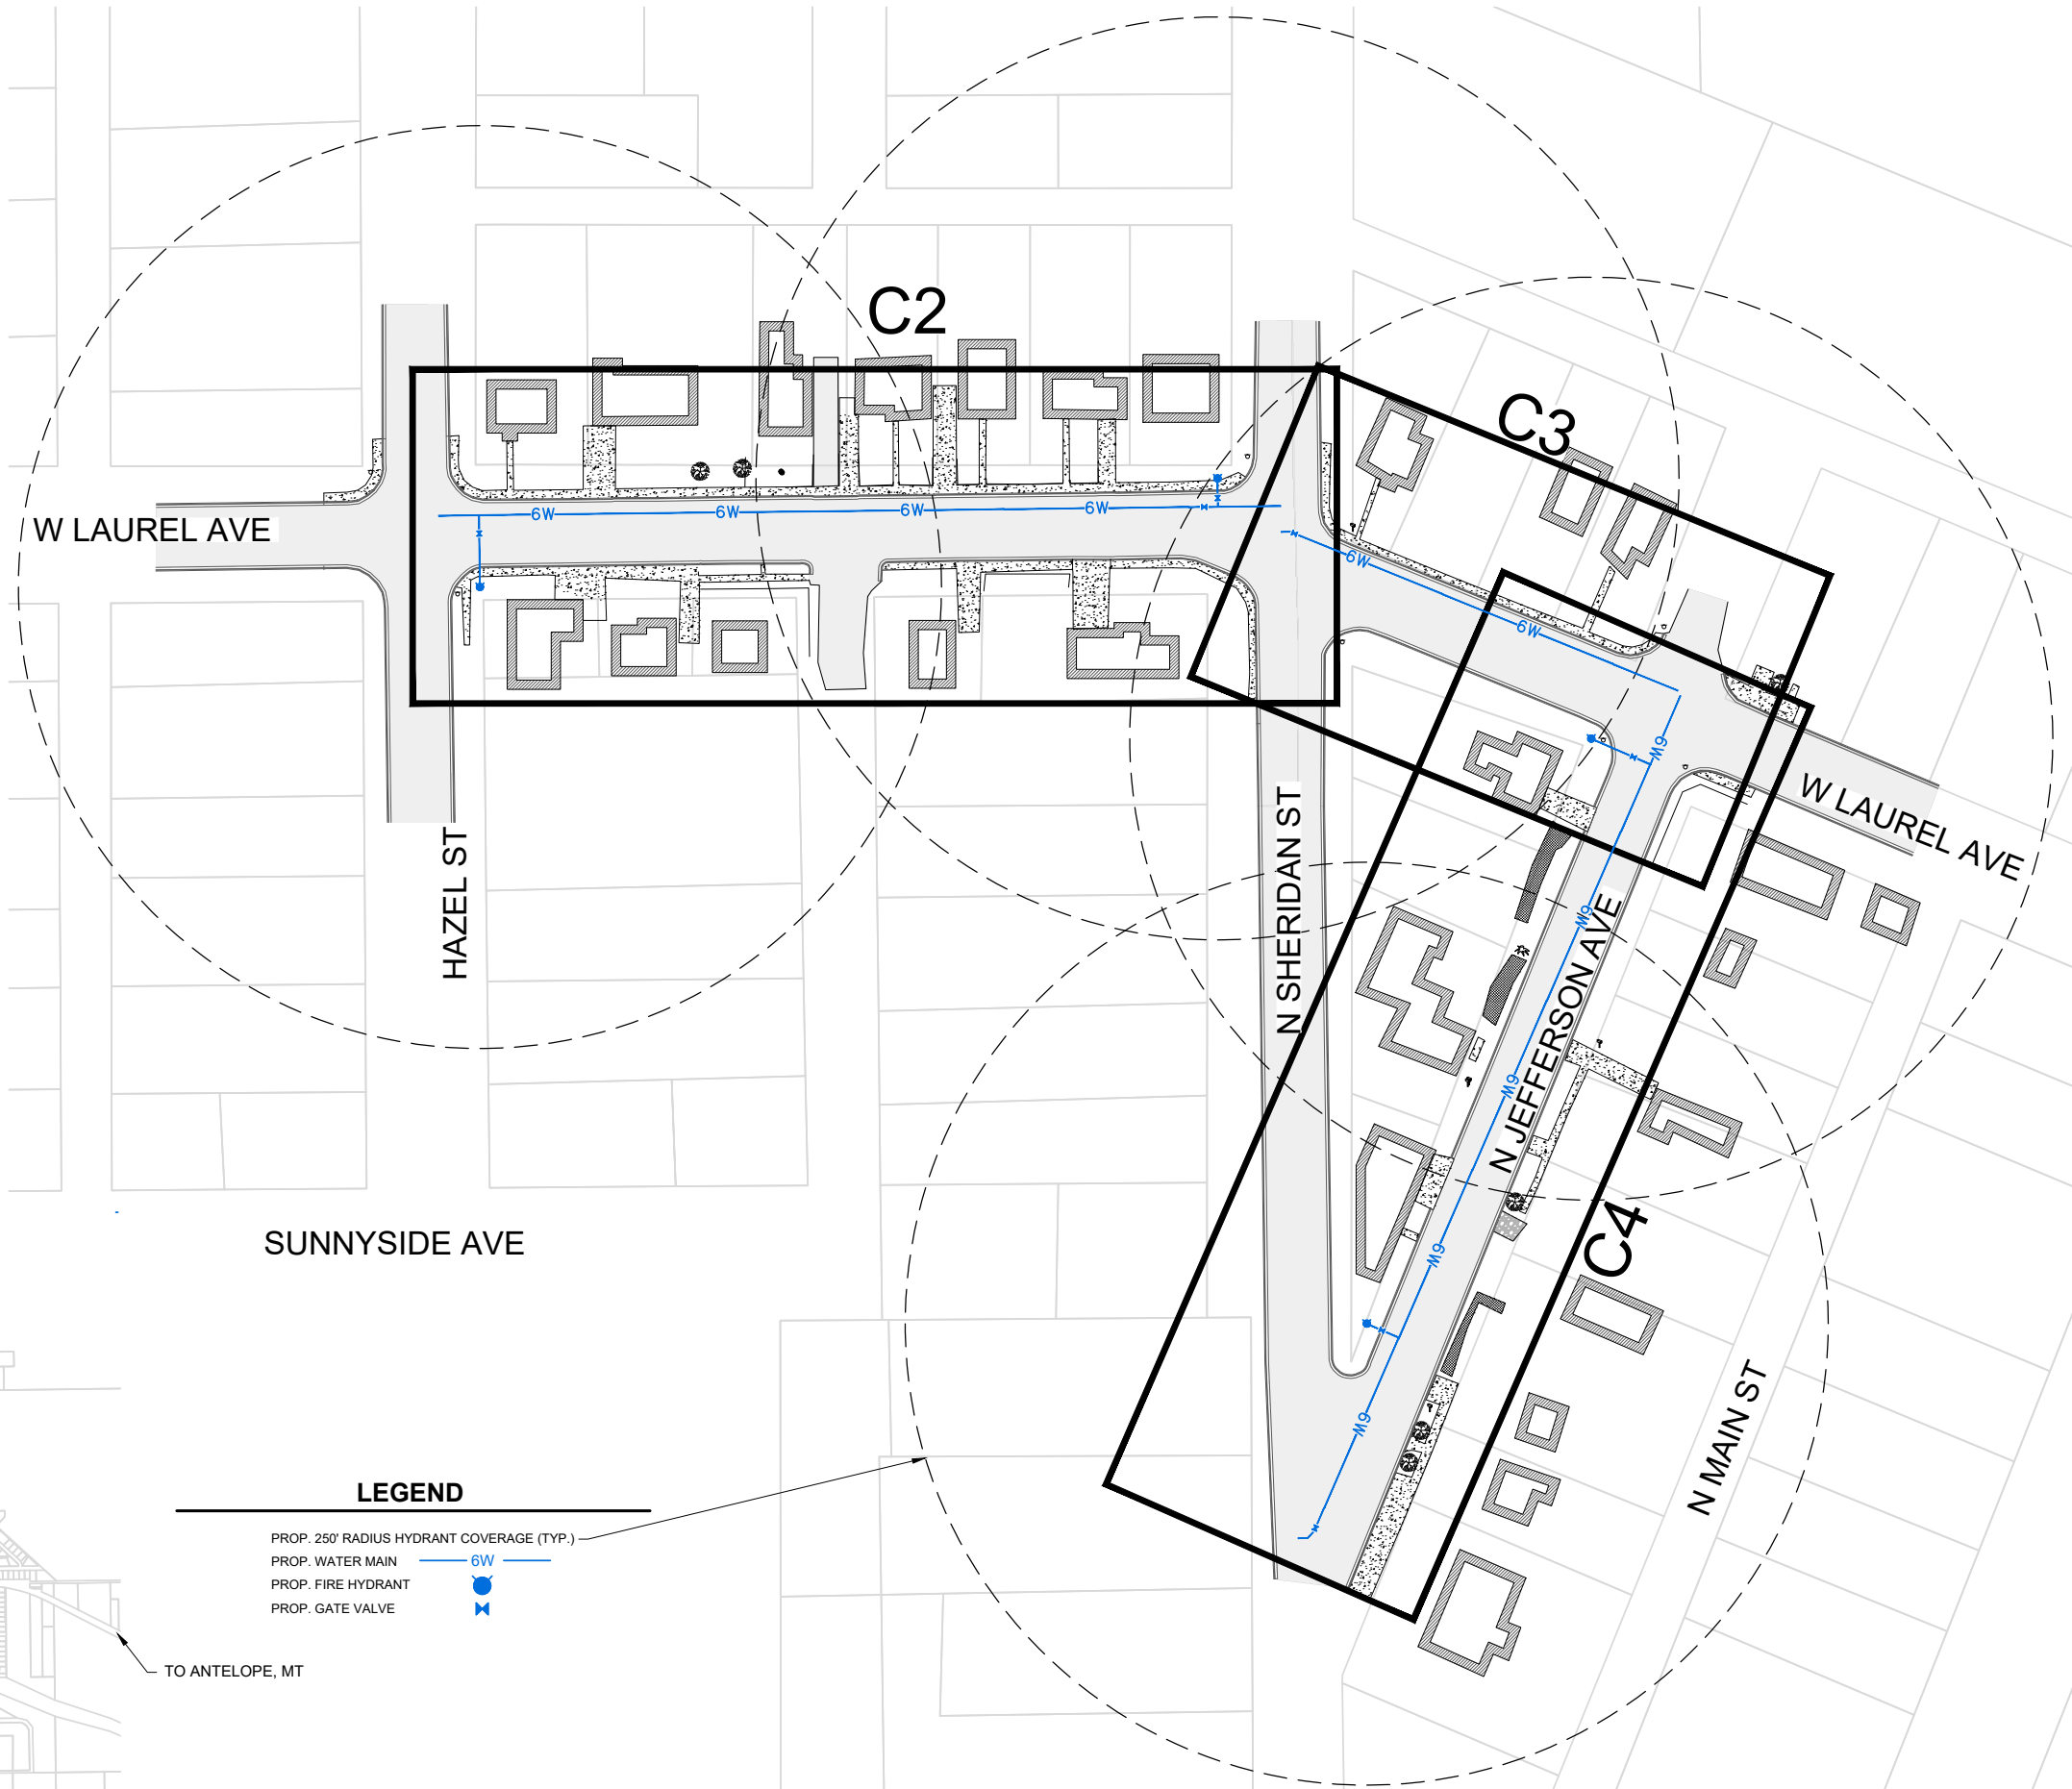 C2
C3
W LAUREL AVE
6W
6W
6W
6W
6W
6W
6W
W LAUREL AVE
HAZEL ST
N SHERIDAN ST
6W
N JEFFERSON AVE
6W
6W
C4
6W
N MAIN ST
SUNNYSIDE AVE
LEGEND
PROP. 250' RADIUS HYDRANT COVERAGE (TYP.)
PROP. WATER MAIN 6W
PROP. FIRE HYDRANT
PROP. GATE VALVE
TO ANTELOPE, MT